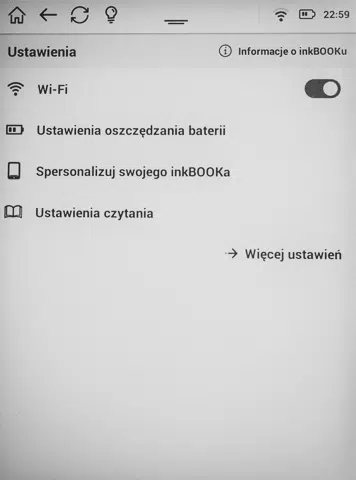 22:59
Ustawienia
Informacje o inkBOOKu
Wi-Fi
Ustawienia oszczędzania baterii
Spersonalizuj swojego inkBOOKa
Ustawienia czytania
Więcej ustawień